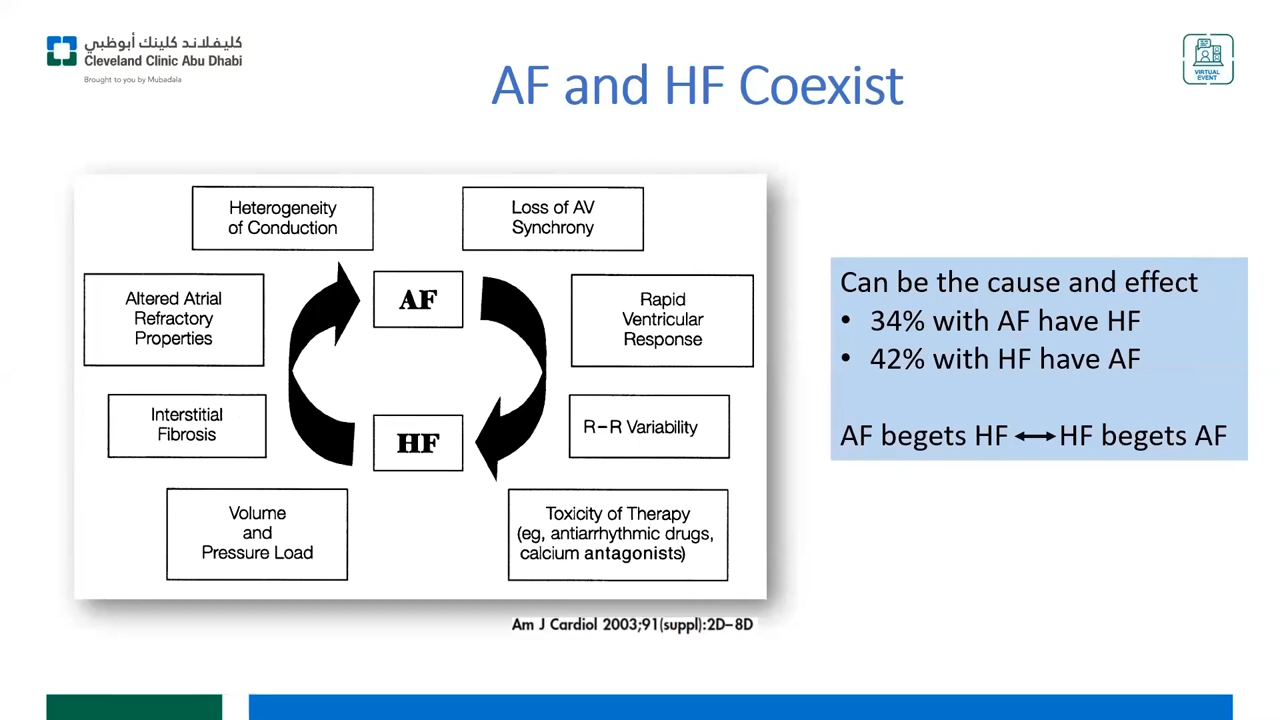 كليفلاند كلينك أبوظبي
Cleveland Clinic Abu Dhabi
Brought to you by Mubadala
VIRTUAL
EVENT
AF and HF Coexist
Heterogeneity
of Conduction
Loss of AV
Synchrony
Altered Atrial
Refractory
Properties
AF
Rapid
Ventricular
Response
Interstitial
Fibrosis
HF
R–R Variability
Volume
and
Pressure Load
Toxicity of Therapy
(eg, antiarrhythmic drugs,
calcium antagonists)
Am J Cardiol 2003;91(suppl):2D–8D
Can be the cause and effect
• 34% with AF have HF
• 42% with HF have AF
AF begets HF ↔ HF begets AF